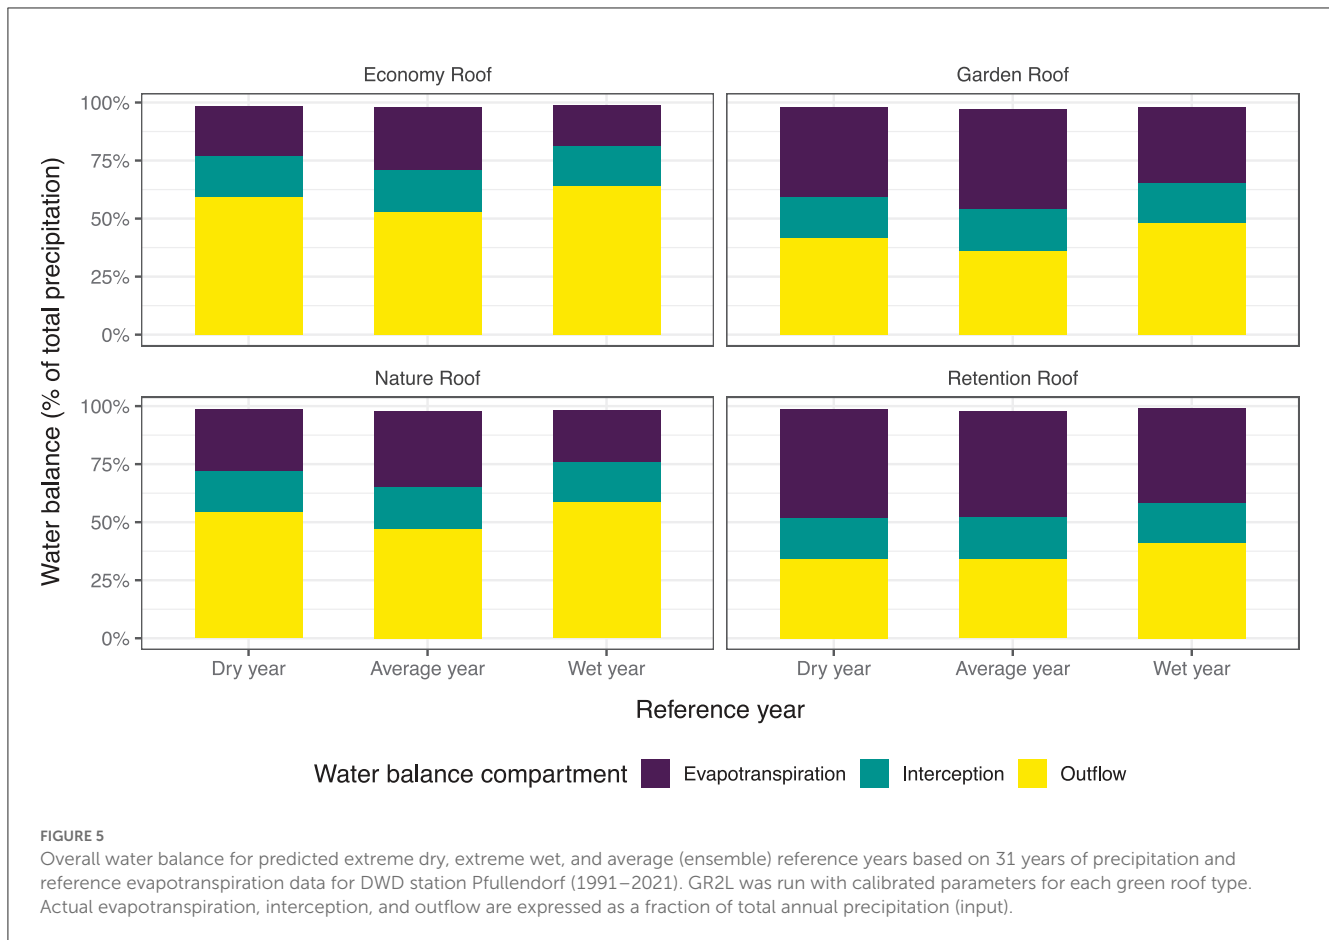 Economy Roof
Garden Roof
100%
75%
50%
25%
0%
Nature Roof
Retention Roof
100%
75%
50%
25%
0%
Water balance (% of total precipitation)
Dry year
Average year
Wet year
Dry year
Average year
Wet year
Reference year
Water balance compartment Evapotranspiration Interception Outflow
FIGURE 5
Overall water balance for predicted extreme dry, extreme wet, and average (ensemble) reference years based on 31 years of precipitation and
reference evapotranspiration data for DWD station Pfullendorf (1991–2021). GR2L was run with calibrated parameters for each green roof type.
Actual evapotranspiration, interception, and outflow are expressed as a fraction of total annual precipitation (input).